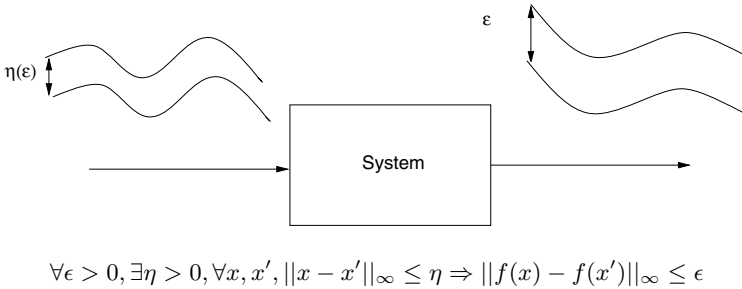 ε
η(ε)
System
∀ϵ > 0, ∃η > 0, ∀x, x′, ||x − x′||∞ ≤ η ⇒ ||f(x) − f(x′)||∞ ≤ ϵ